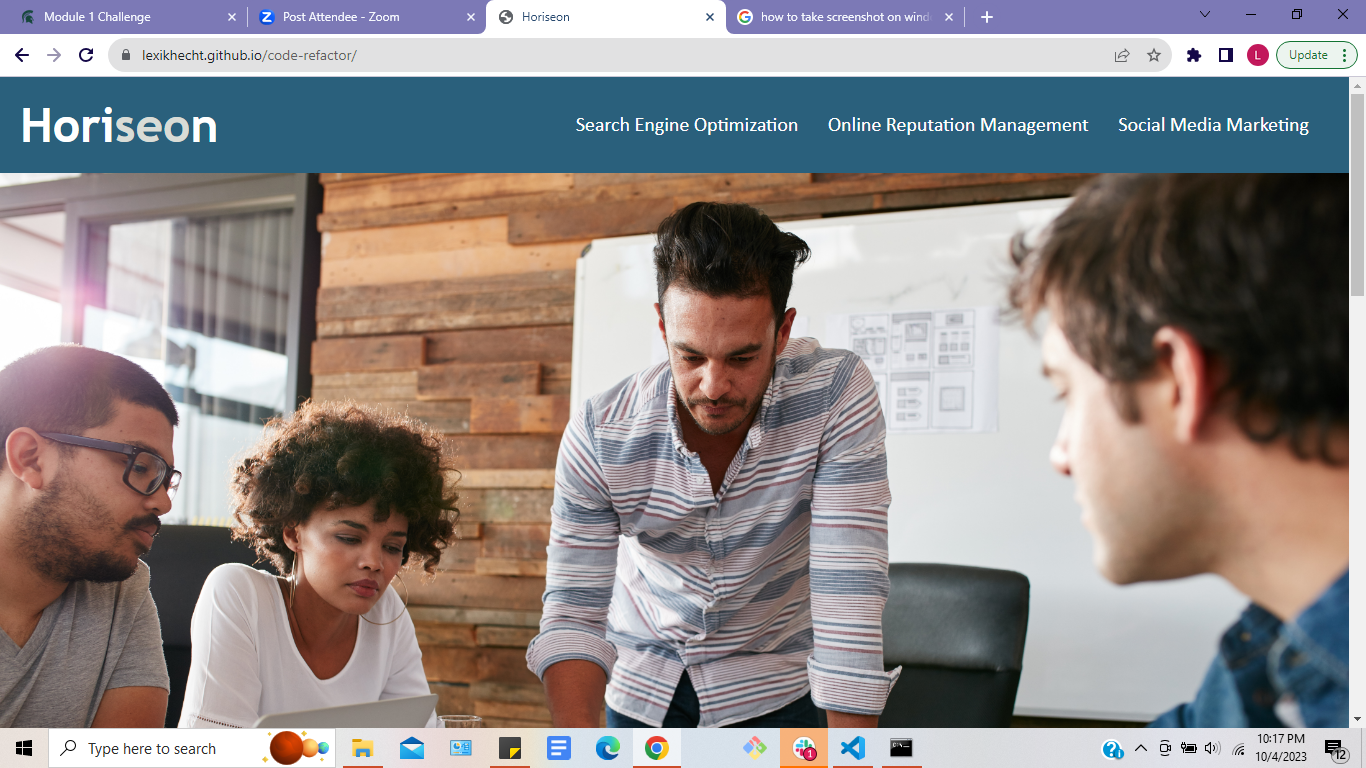 Module 1 Challenge
Post Attendee - Zoom
Horiseon
how to take screenshot on wind
lexikhecht.github.io/code-refactor/
L
Update
Horiseon
Search Engine Optimization
Online Reputation Management
Social Media Marketing
Type here to search
1
10:17 PM
10/4/2023
12